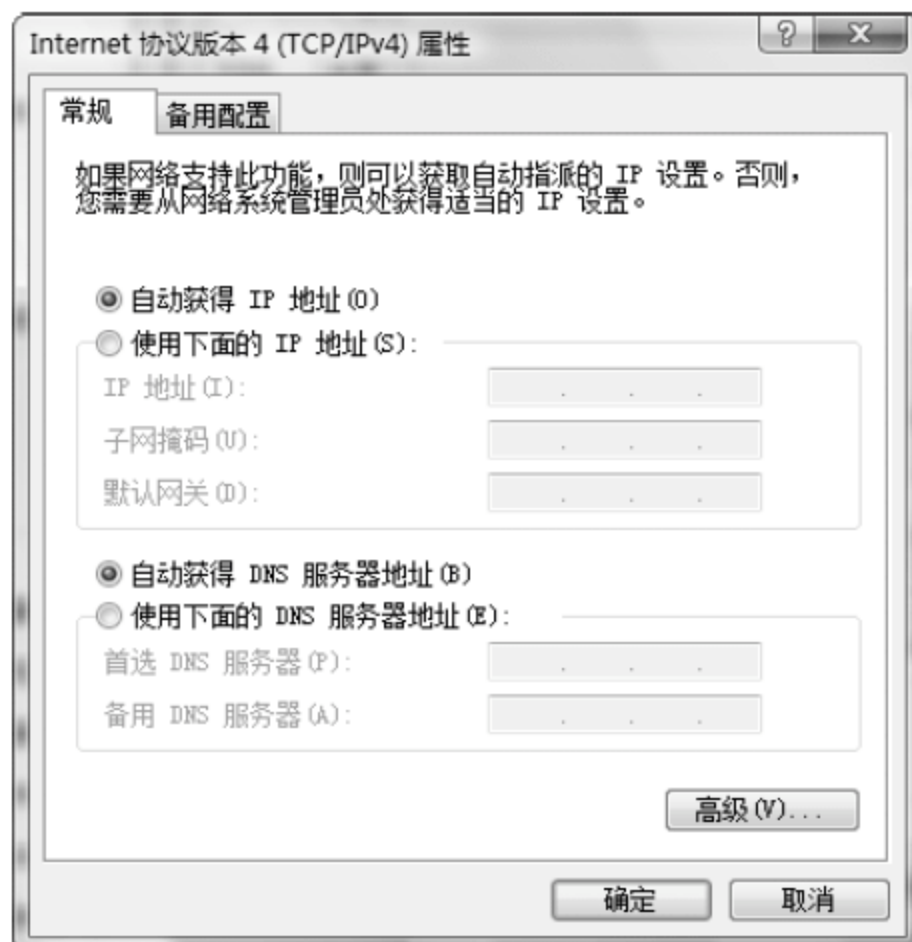 Internet 协议版本 4 (TCP/IPv4) 属性
常规
备用配置
如果网络支持此功能，则可以获取自动指派的 IP 设置。否则，
您需要从网络系统管理员处获得适当的 IP 设置。
自动获得 IP 地址(O)
使用下面的 IP 地址(S):
IP 地址(I):
子网掩码(U):
默认网关(D):
自动获得 DNS 服务器地址(B)
使用下面的 DNS 服务器地址(E):
首选 DNS 服务器(P):
备用 DNS 服务器(A):
高级(V)...
确定
取消